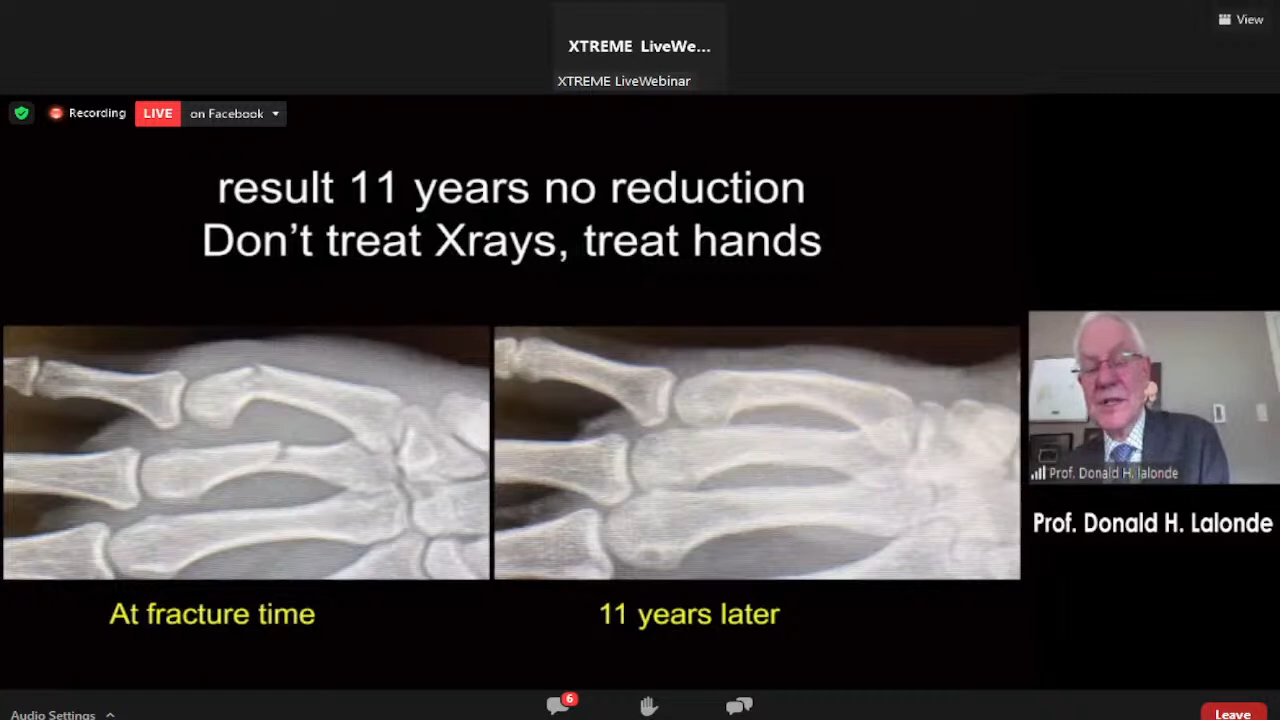 View
XTREME LiveWe...
XTREME LiveWebinar
Recording
LIVE
on Facebook
result 11 years no reduction
Don't treat Xrays, treat hands
Prof. Donald H. lalonde
Prof. Donald H. Lalonde
At fracture time
11 years later
6
Audio Settings
Leave